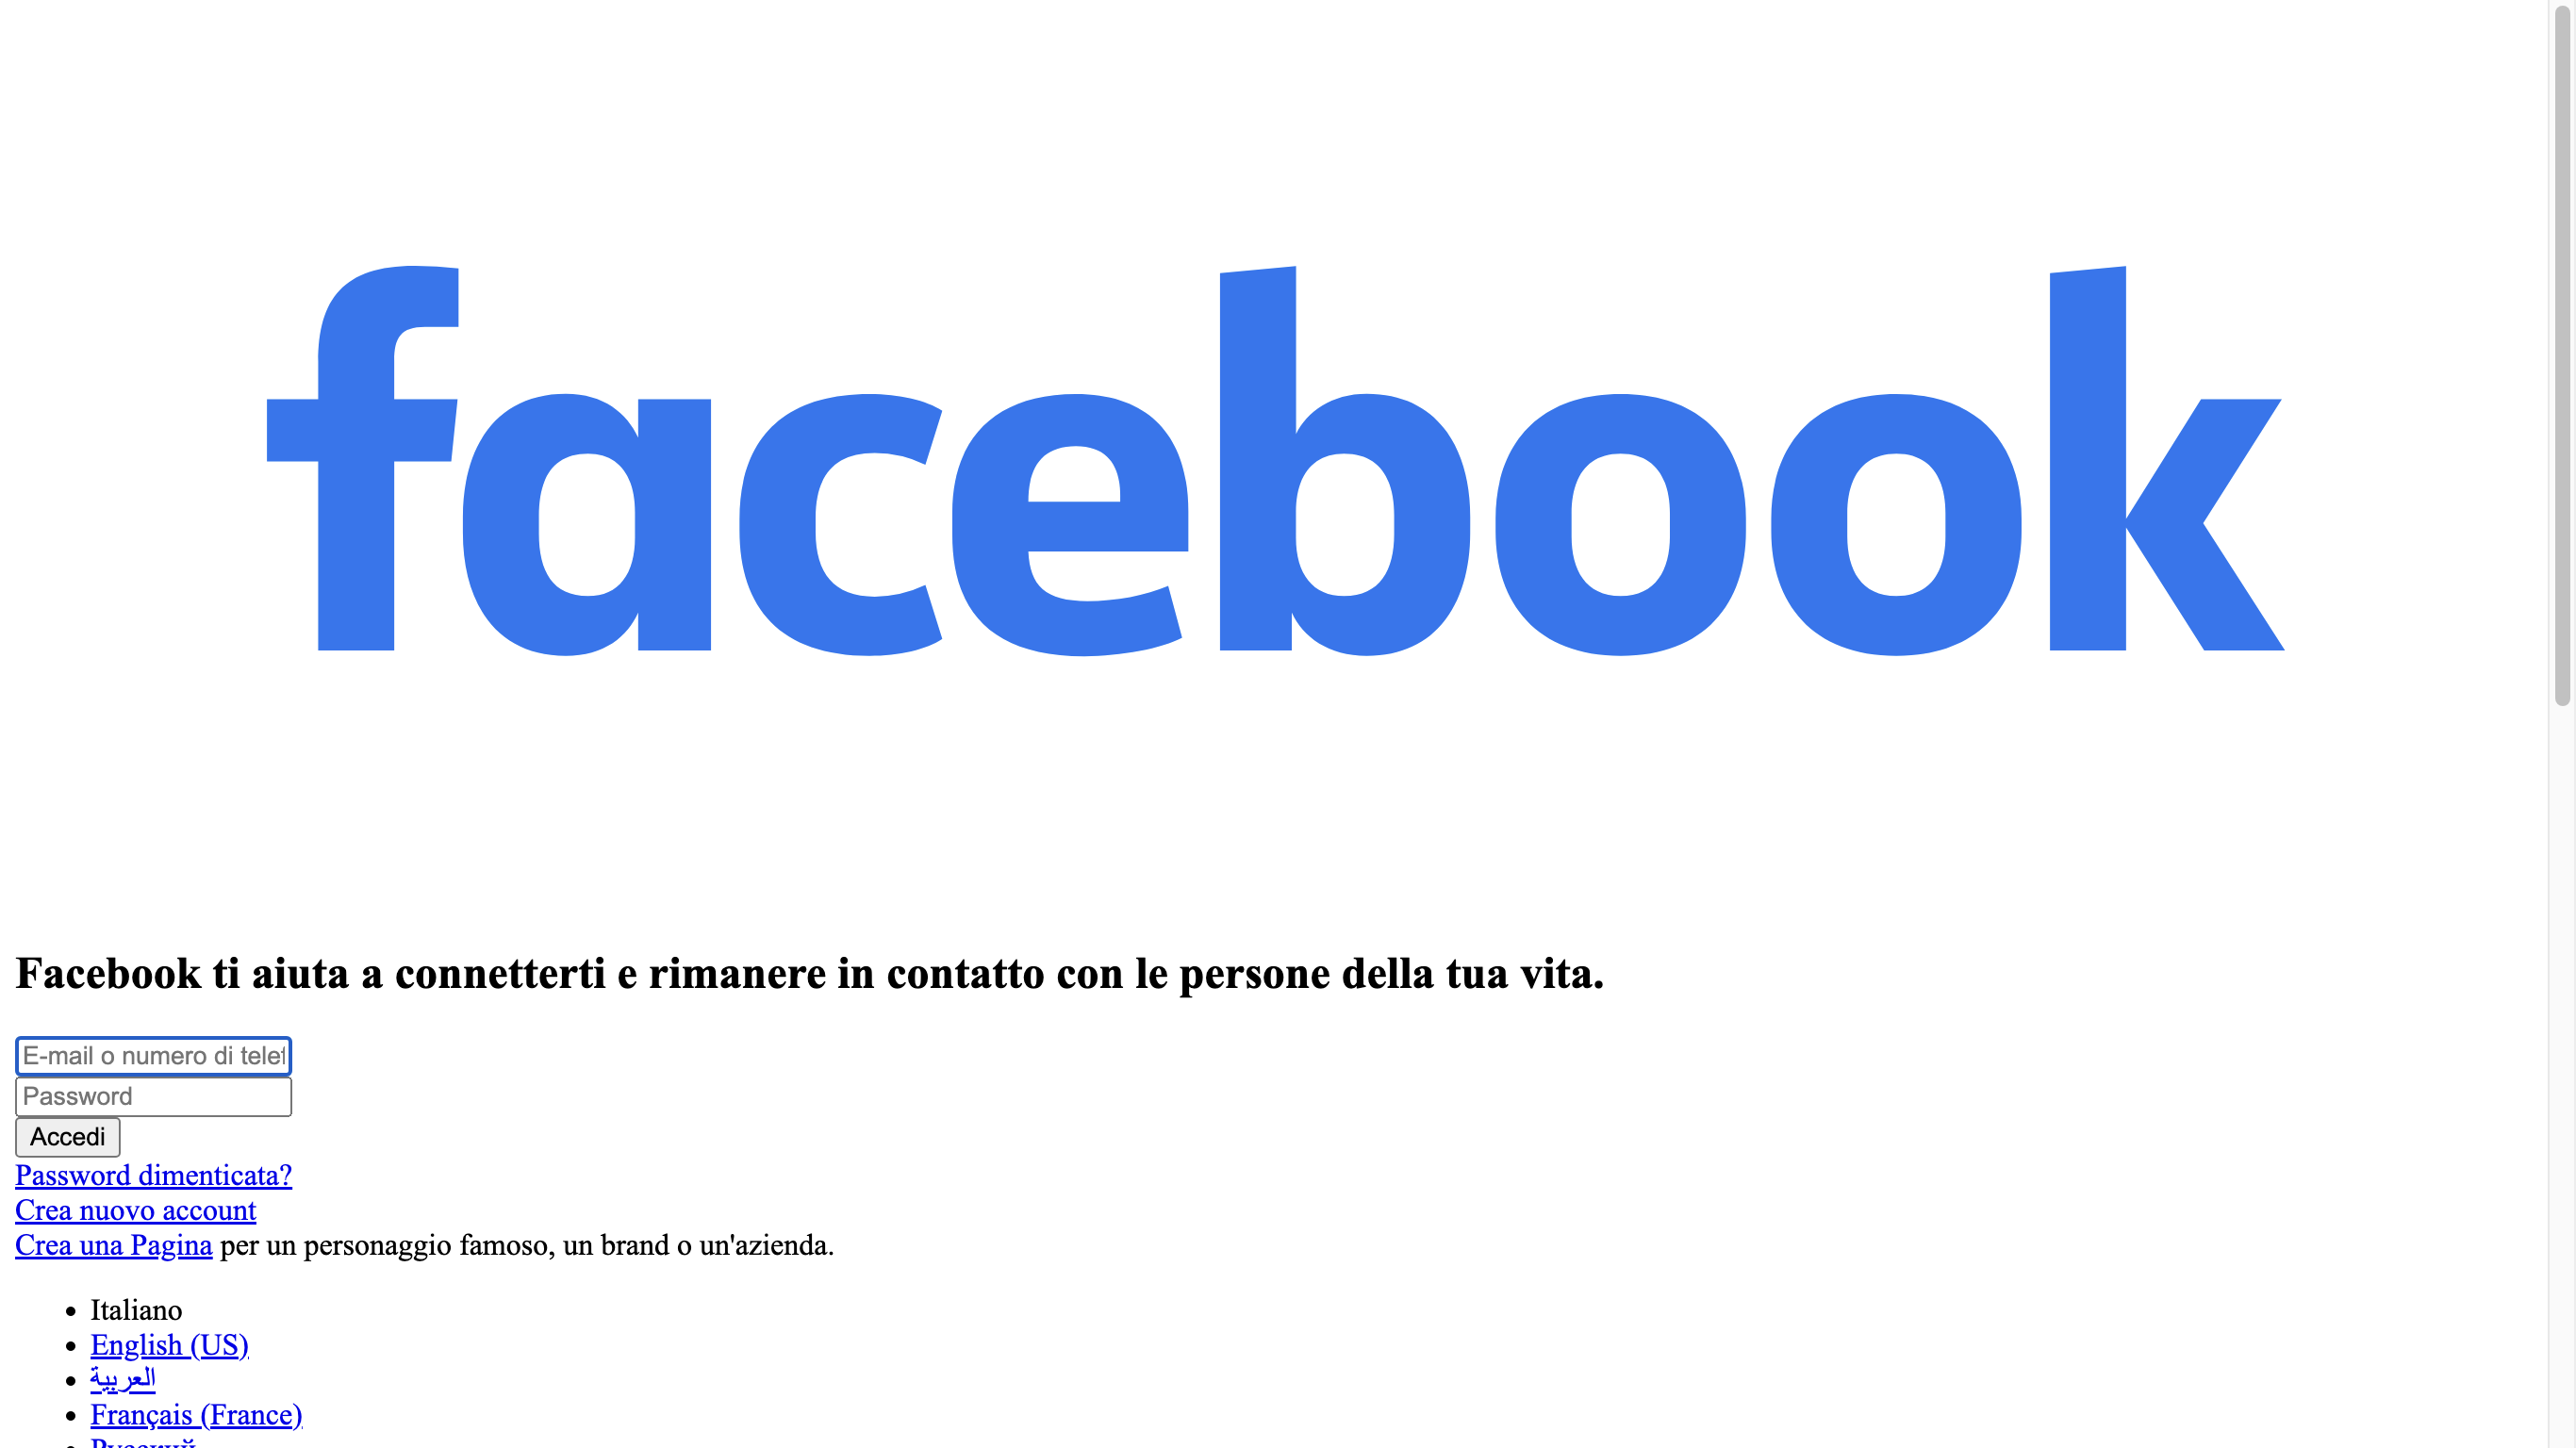 facebook
Facebook ti aiuta a connetterti e rimanere in contatto con le persone della tua vita.
E-mail o numero di telef
Password
Accedi
Password dimenticata?
Crea nuovo account
Crea una Pagina per un personaggio famoso, un brand o un'azienda.
Italiano
English (US)
العربية
Français (France)
Русский